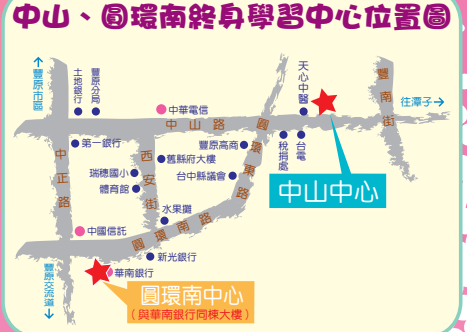 中山、圓環南終身學習中心位置圖
↑豐原市區
土地銀行
豐原分局
中華電信
天心中醫
豐南街
往潭子→
中山路
圓環東路
第一銀行
中正路
西安街
豐原高商
舊縣府大樓
台中縣議會
稅捐處
台電
瑞穗國小
體育館
中山中心
水果攤
圓環南路
中國信託
新光銀行
豐原交流道↓
華南銀行
圓環南中心
(與華南銀行同棟大樓)